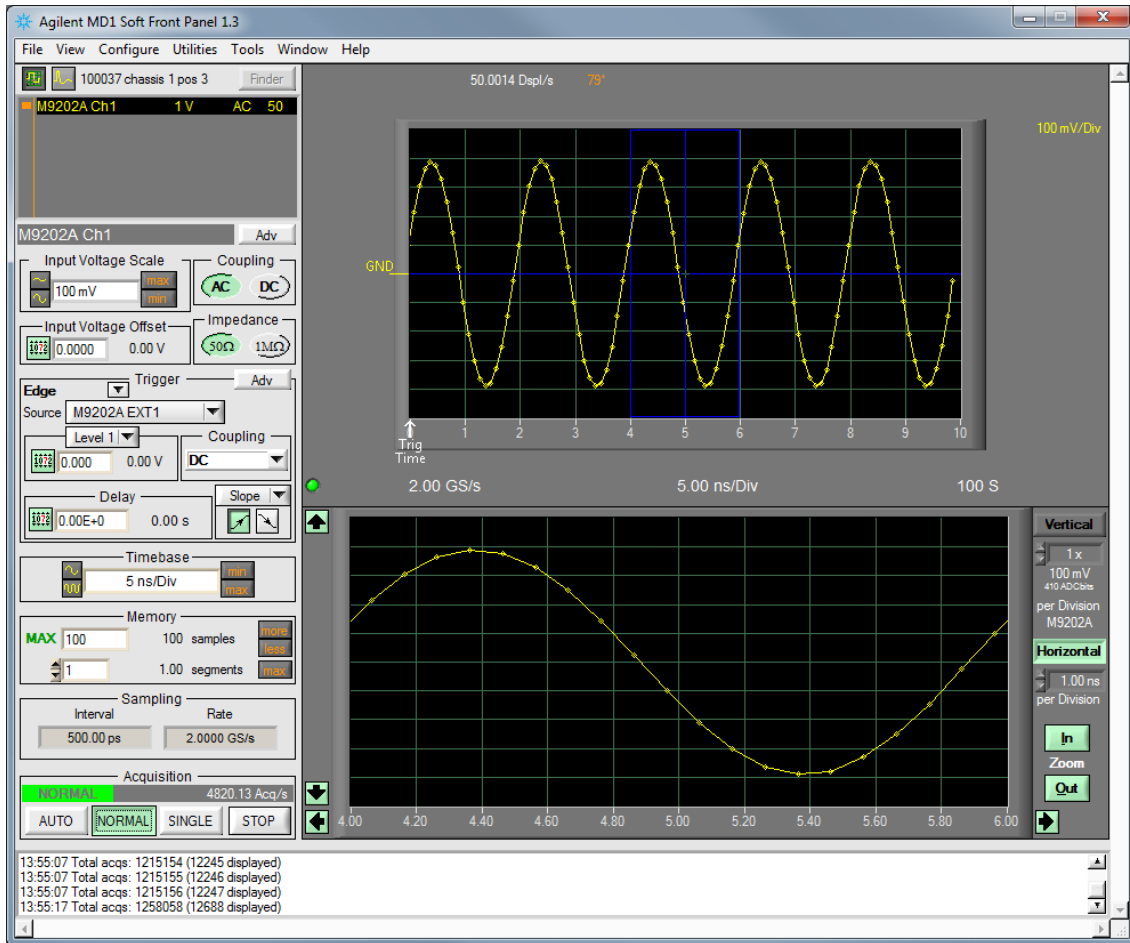 Agilent MD1 Soft Front Panel 1.3
File View Configure Utilities Tools Window Help
100037 chassis 1 pos 3 Finder
M9202A Ch1 1 V AC 50
50.0014 Dspl/s 79°
100 mV/Div
GND
1 2 3 4 5 6 7 8 9 10
Trig
Time
2.00 GS/s 5.00 ns/Div 100 S
M9202A Ch1 Adv
Input Voltage Scale
100 mV
max
min
Coupling
AC DC
Input Voltage Offset
0.0000 0.00 V
Impedance
50Ω 1MΩ
Trigger Adv
Edge
Source M9202A EXT1
Level 1
0.000 0.00 V
Coupling
DC
Delay
0.00E+0 0.00 s
Slope
Timebase
5 ns/Div
min
max
Memory
MAX 100 100 samples
more
less
1 1.00 segments max
Sampling
Interval Rate
500.00 ps 2.0000 GS/s
Acquisition
NORMAL 4820.13 Acq/s
AUTO NORMAL SINGLE STOP
4.00 4.20 4.40 4.60 4.80 5.00 5.20 5.40 5.60 5.80 6.00
Vertical
1 x
100 mV
410 ADCbits
per Division
M9202A
Horizontal
1.00 ns
per Division
In
Zoom
Out
13:55:07 Total acqs: 1215154 (12245 displayed)
13:55:07 Total acqs: 1215155 (12246 displayed)
13:55:07 Total acqs: 1215156 (12247 displayed)
13:55:17 Total acqs: 1258058 (12688 displayed)